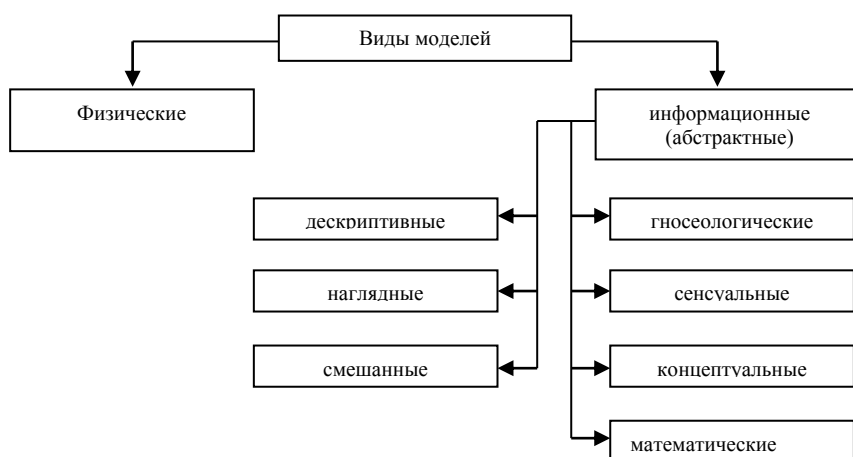 Виды моделей
Физические
информационные
(абстрактные)
дескриптивные
гносеологические
наглядные
сенсуальные
смешанные
концептуальные
математические